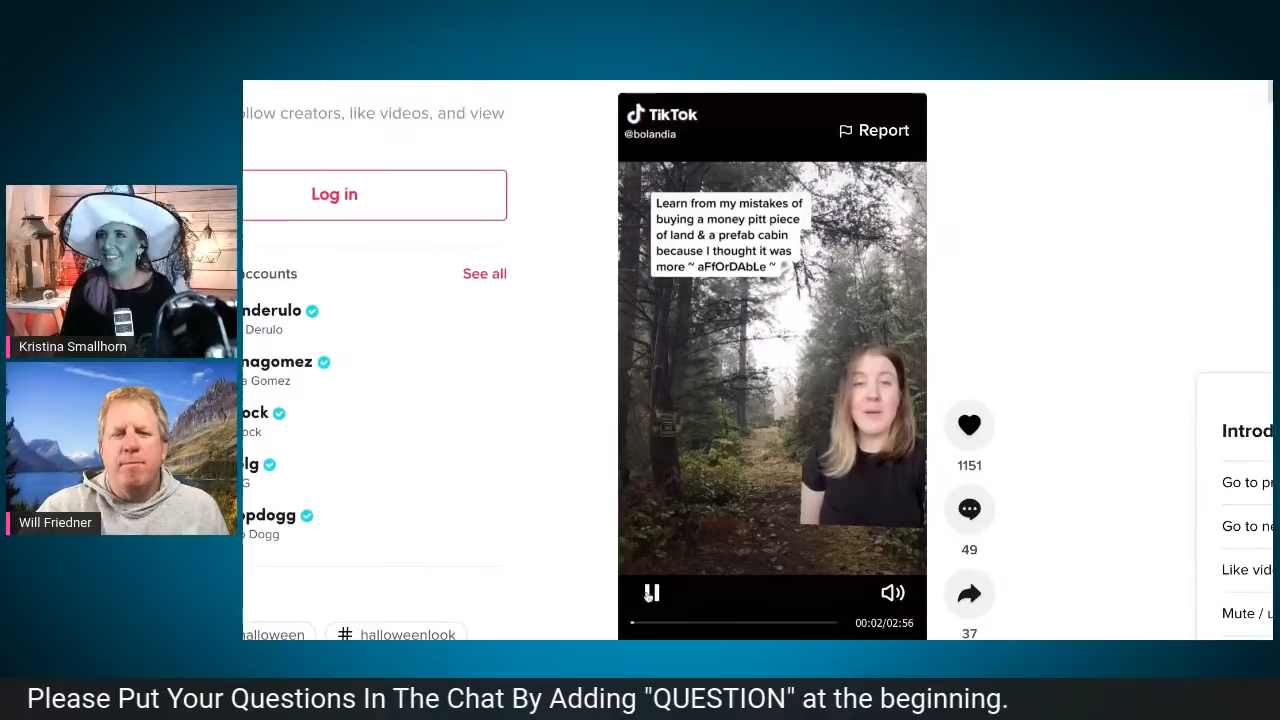 ollow creators, like videos, and view
Log in
accounts
See all
nderulo
Derulo
nagomez
a Gomez
ock
ock
lg
G
opdogg
Dogg
alloween
# halloweenlook
TikTok
@bolandia
Report
Learn from my mistakes of
buying a money pitt piece
of land & a prefab cabin
because I thought it was
more ~ aFfOrDAbLe ~
00:02/02:56
1151
49
37
Introd
Go to pr
Go to ne
Like vid
Mute / u
Kristina Smallhorn
Will Friedner
Please Put Your Questions In The Chat By Adding "QUESTION" at the beginning.